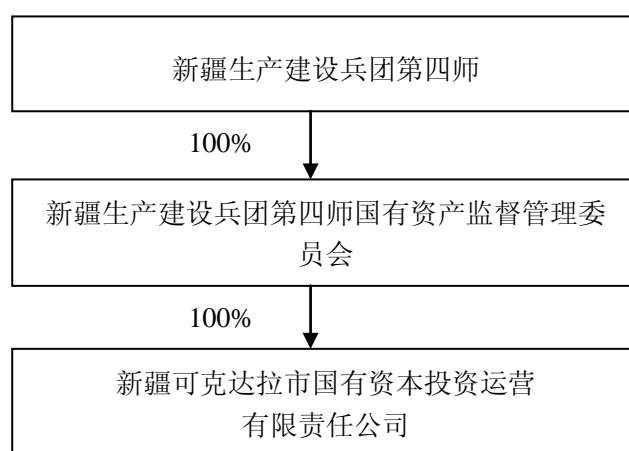 新疆生产建设兵团第四师
100%
新疆生产建设兵团第四师国有资产监督管理委
员会
100%
新疆可克达拉市国有资本投资运营
有限责任公司